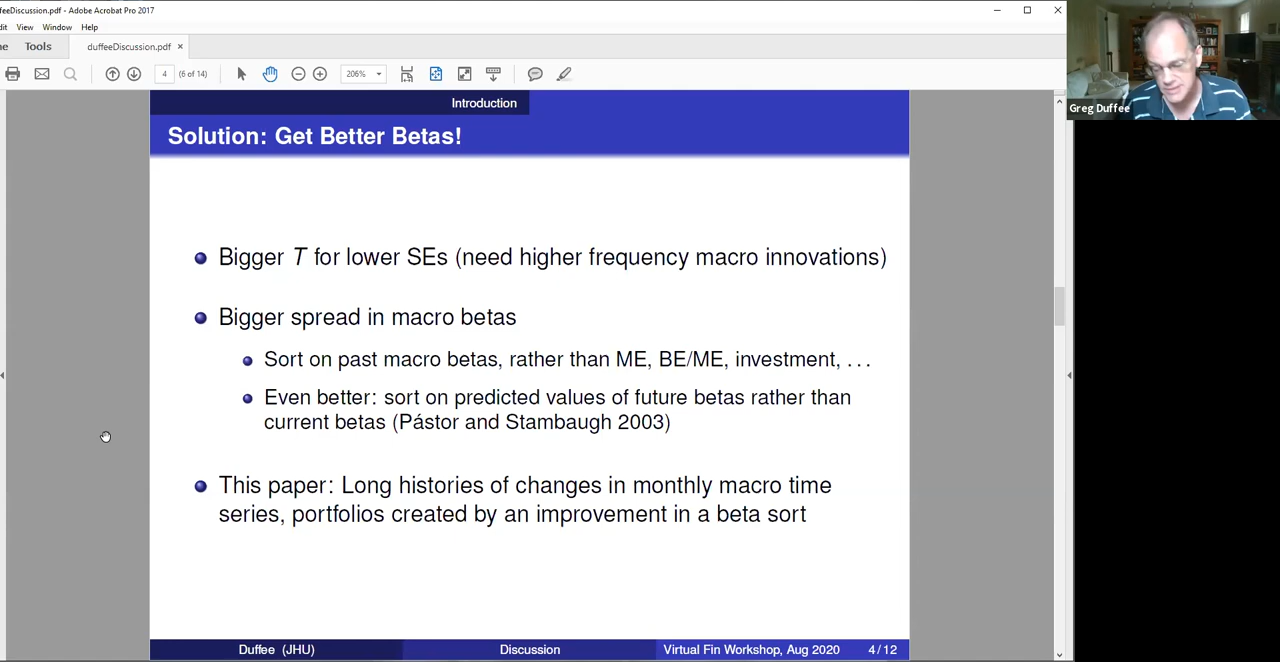 feeDiscussion.pdf - Adobe Acrobat Pro 2017
dit View Window Help
me Tools duffeeDiscussion.pdf ×
4 (6 of 14) 206%
Greg Duffee
Introduction
Solution: Get Better Betas!
Bigger T for lower SEs (need higher frequency macro innovations)
Bigger spread in macro betas
Sort on past macro betas, rather than ME, BE/ME, investment, . . .
Even better: sort on predicted values of future betas rather than
current betas (Pástor and Stambaugh 2003)
This paper: Long histories of changes in monthly macro time
series, portfolios created by an improvement in a beta sort
Duffee (JHU) Discussion Virtual Fin Workshop, Aug 2020 4 / 12